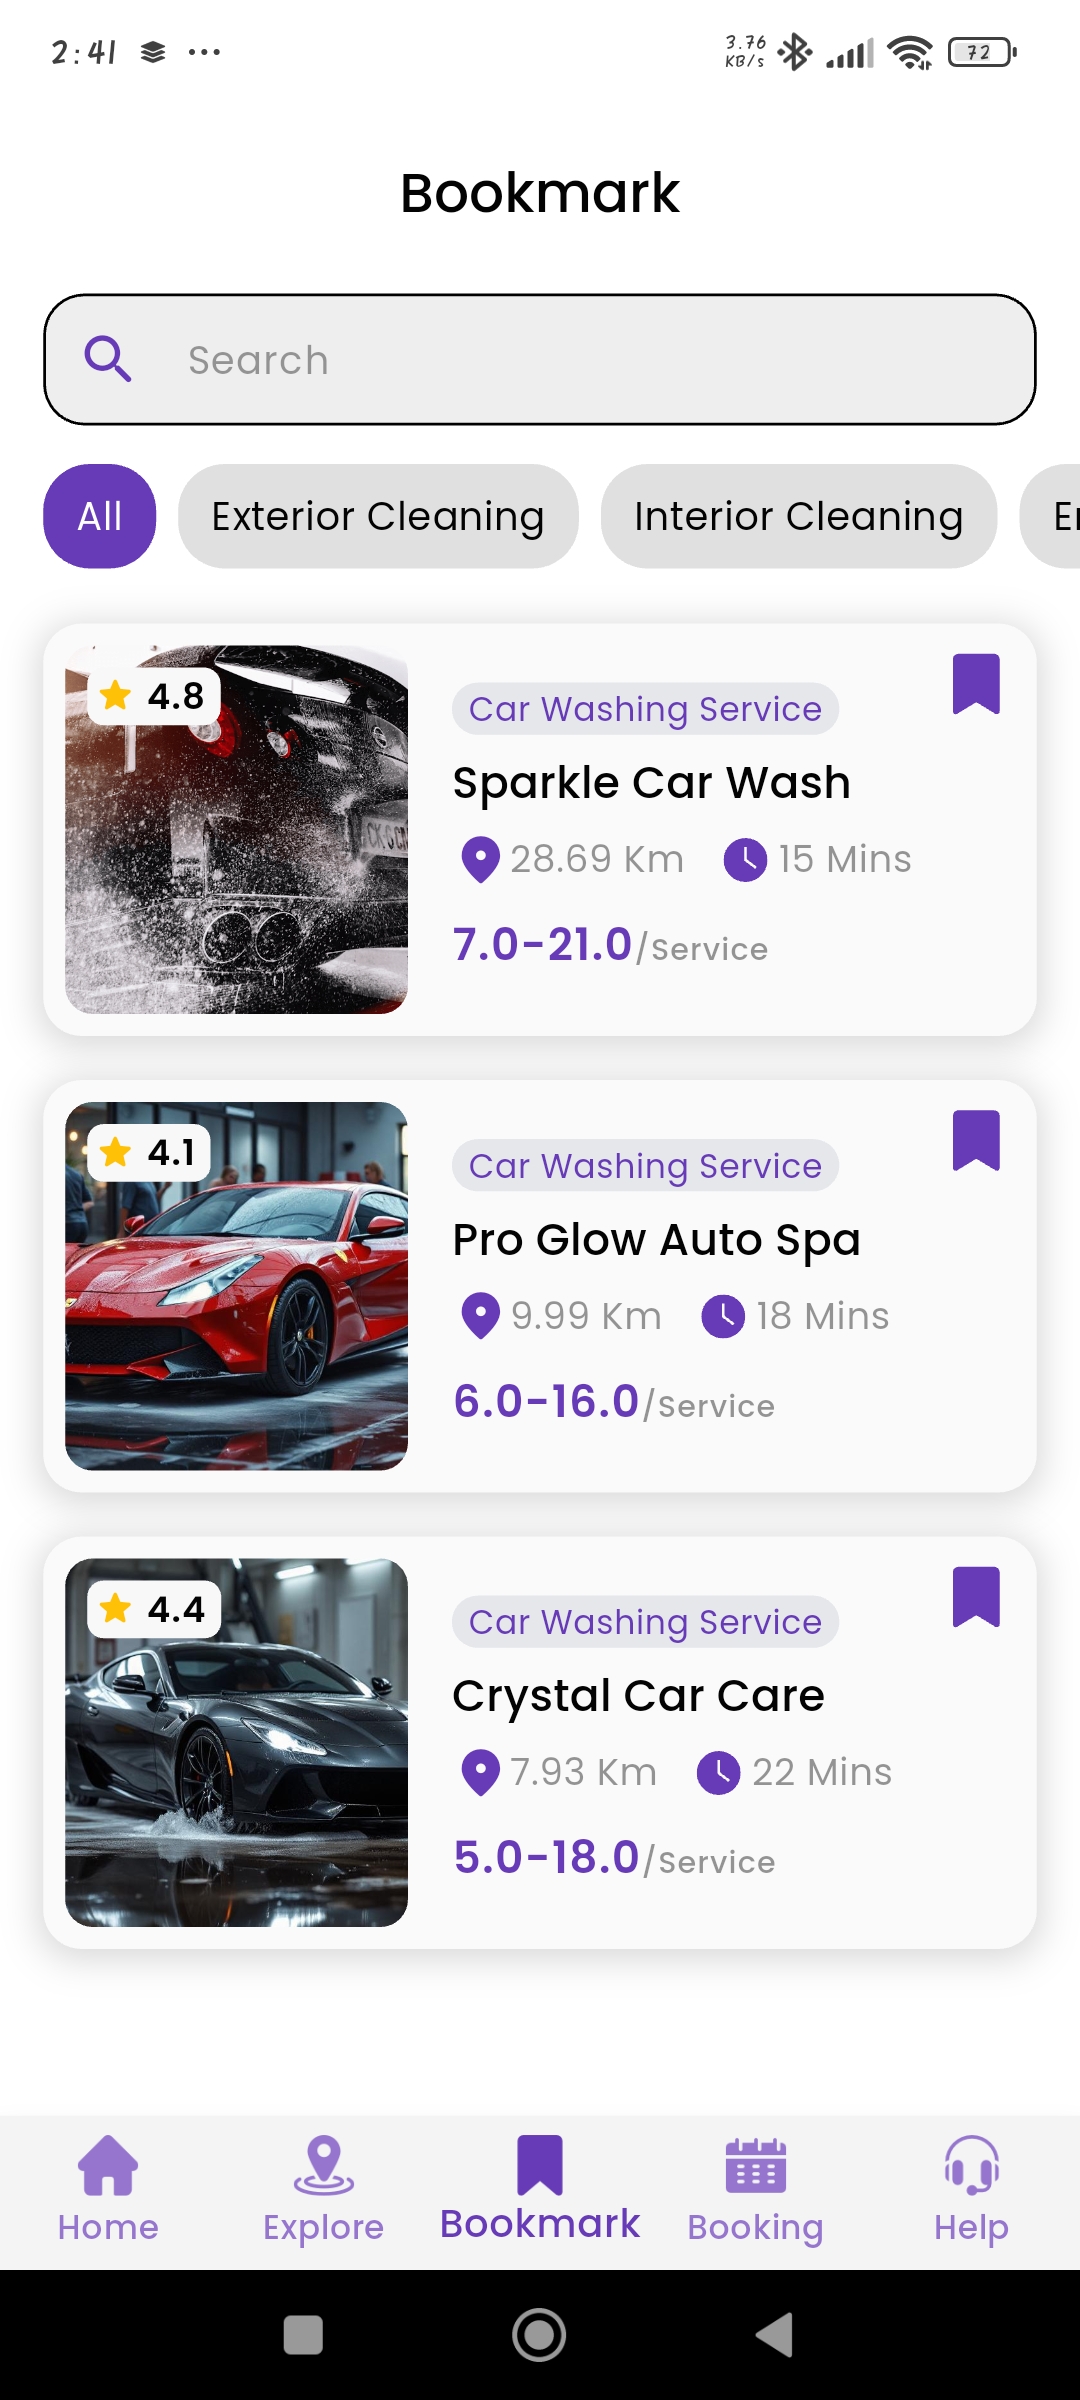 2:41
3.76
KB/s
72
Bookmark
Search
All
Exterior Cleaning
Interior Cleaning
4.8
Car Washing Service
Sparkle Car Wash
28.69 Km
15 Mins
7.0-21.0/Service
4.1
Car Washing Service
Pro Glow Auto Spa
9.99 Km
18 Mins
6.0-16.0/Service
4.4
Car Washing Service
Crystal Car Care
7.93 Km
22 Mins
5.0-18.0/Service
Home
Explore
Bookmark
Booking
Help